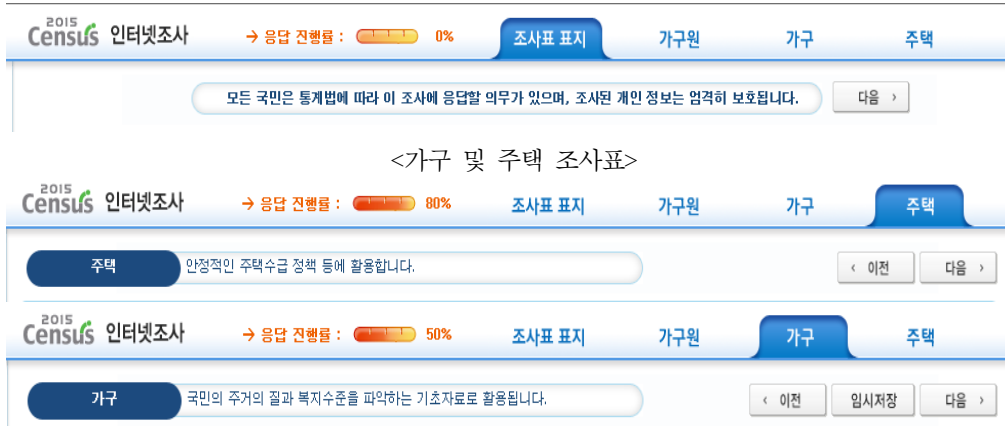 2015 Census 인터넷조사 → 응답 진행률 : 0% 조사표 표지 가구원 가구 주택
모든 국민은 통계법에 따라 이 조사에 응답할 의무가 있으며, 조사된 개인 정보는 엄격히 보호됩니다. 다음 >
<가구 및 주택 조사표>
2015 Census 인터넷조사 → 응답 진행률 : 80% 조사표 표지 가구원 가구 주택
주택 안정적인 주택수급 정책 등에 활용합니다. < 이전 다음 >
2015 Census 인터넷조사 → 응답 진행률 : 50% 조사표 표지 가구원 가구 주택
가구 국민의 주거의 질과 복지수준을 파악하는 기초자료로 활용됩니다. < 이전 임시저장 다음 >